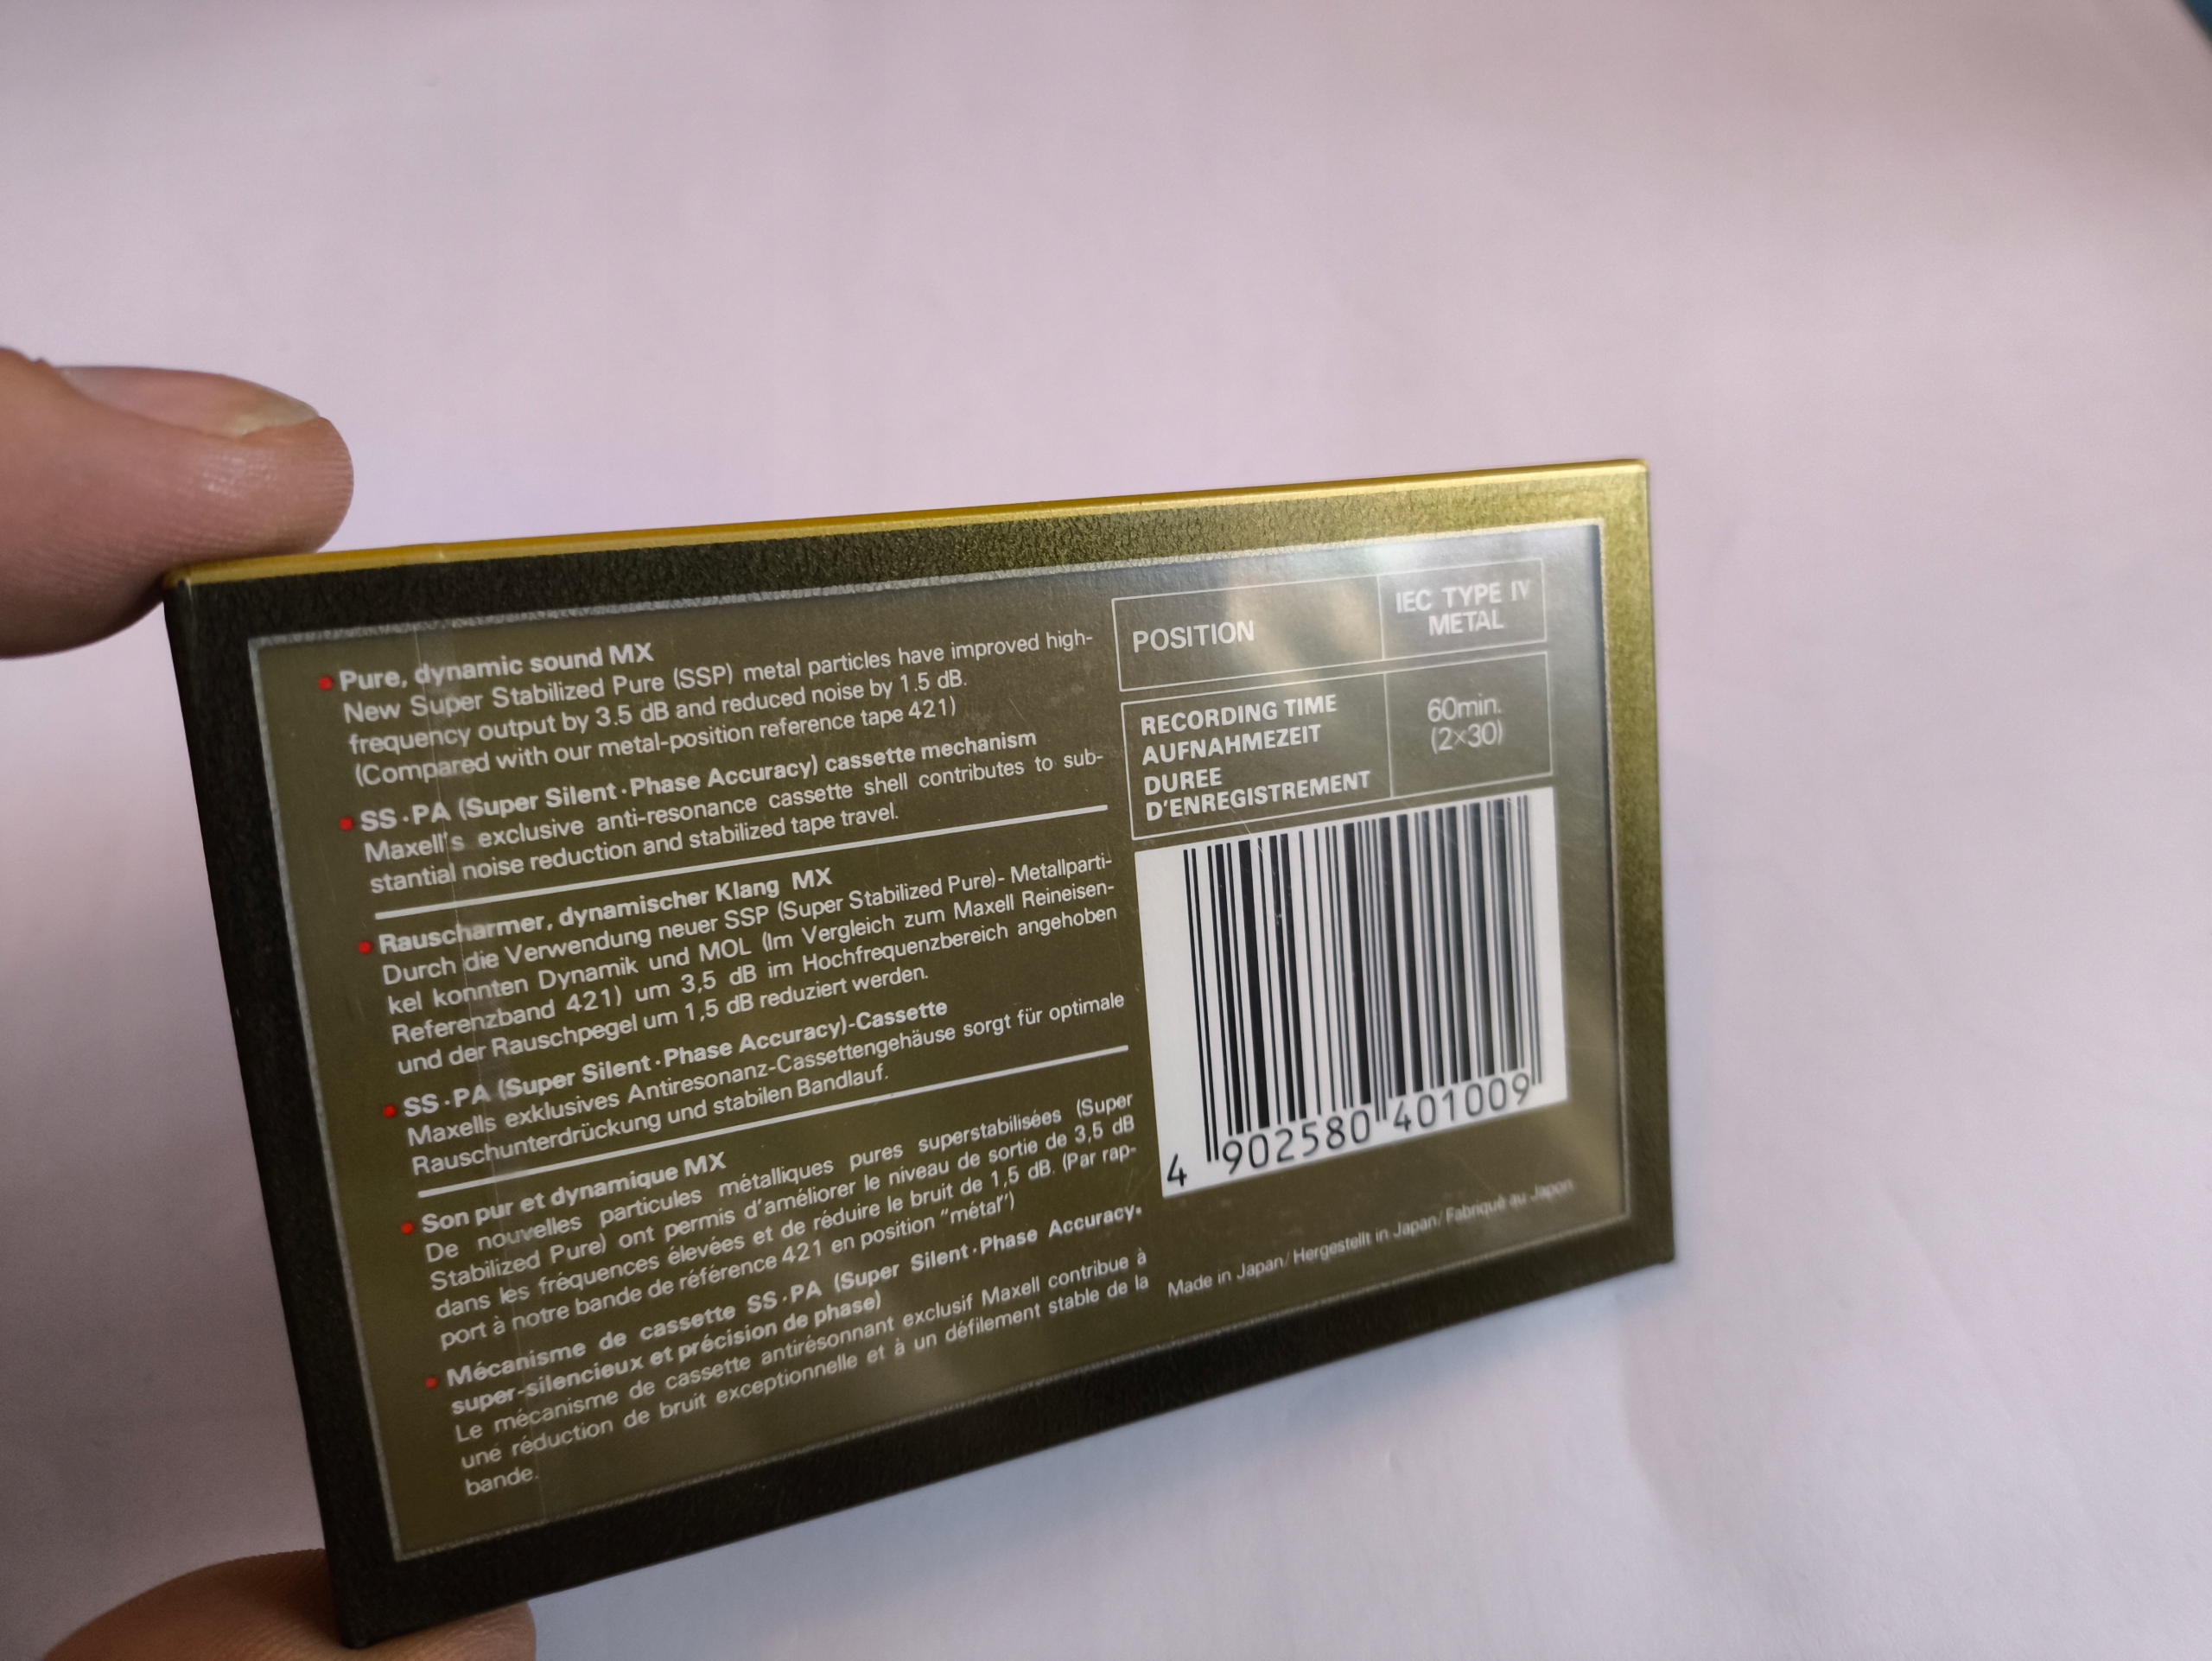 • Pure, dynamic sound MX
New Super Stabilized Pure (SSP) metal particles have improved high-
frequency output by 3.5 dB and reduced noise by 1.5 dB.
(Compared with our metal-position reference tape 421)
• SS·PA (Super Silent·Phase Accuracy) cassette mechanism
Maxell's exclusive anti-resonance cassette shell contributes to sub-
stantial noise reduction and stabilized tape travel.
• Rauscharmer, dynamischer Klang MX
Durch die Verwendung neuer SSP (Super Stabilized Pure)- Metallparti-
kel konnten Dynamik und MOL (Im Vergleich zum Maxell Reineisen-
Referenzband 421) um 3,5 dB im Hochfrequenzbereich angehoben
und der Rauschpegel um 1,5 dB reduziert werden.
• SS·PA (Super Silent·Phase Accuracy)-Cassette
Maxells exklusives Antiresonanz-Cassettengehäuse sorgt für optimale
Rauschunterdrückung und stabilen Bandlauf.
• Son pur et dynamique MX
De nouvelles particules métalliques pures superstabilisées (Super
Stabilized Pure) ont permis d'améliorer le niveau de sortie de 3,5 dB
dans les fréquences élevées et de réduire le bruit de 1,5 dB. (Par rap-
port à notre bande de référence 421 en position "métal")
• Mécanisme de cassette SS·PA (Super Silent·Phase Accuracy.
super-silencieux et précision de phase)
Le mécanisme de cassette antirésonnant exclusif Maxell contribue à
une réduction de bruit exceptionnelle et à un défilement stable de la
bande.
POSITION
IEC TYPE IV
METAL
RECORDING TIME
AUFNAHMEZEIT
DUREE
D'ENREGISTREMENT
60min.
(2×30)
4 902580 401009
Made in Japan/Hergestellt in Japan/Fabriqué au Japon